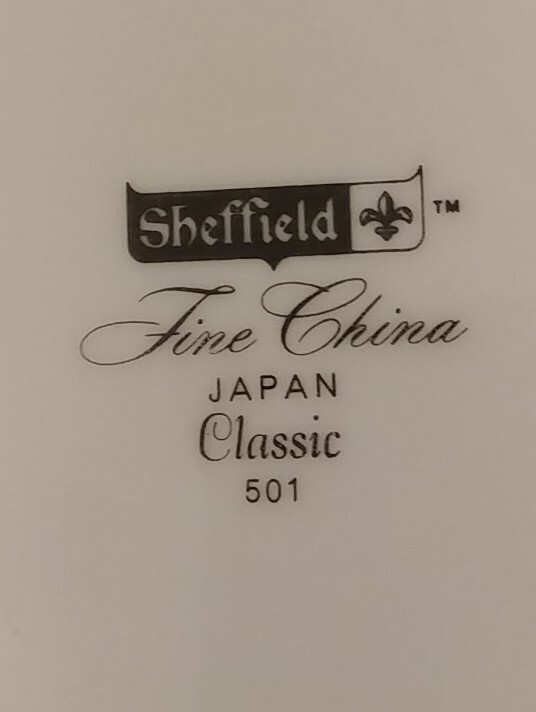 Sheffield ™
Fine China
JAPAN
Classic
501